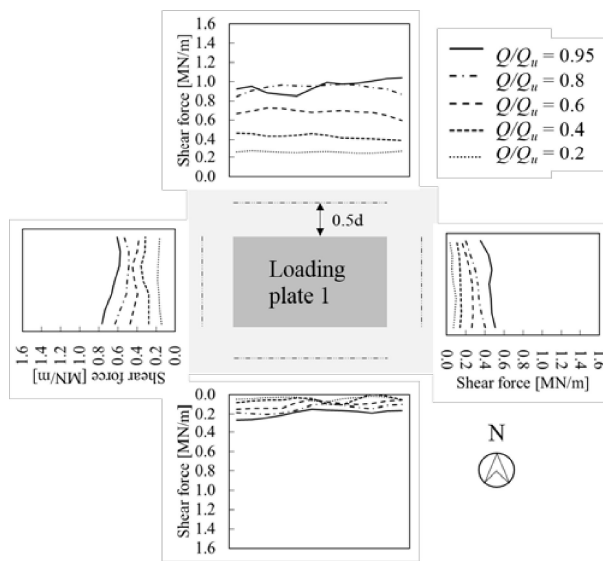 Shear force [MN/m]
1.6
1.4
1.2
1.0
0.8
0.6
0.4
0.2
0.0
Q/Qu = 0.95
Q/Qu = 0.8
Q/Qu = 0.6
Q/Qu = 0.4
Q/Qu = 0.2
0.5d
Loading
plate 1
1.6
1.4
1.2
1.0
0.8
0.6
0.4
0.2
0.0
Shear force [MN/m]
0.0
0.2
0.4
0.6
0.8
1.0
1.2
1.4
1.6
Shear force [MN/m]
0.0
0.2
0.4
0.6
0.8
1.0
1.2
1.4
1.6
Shear force [MN/m]
N